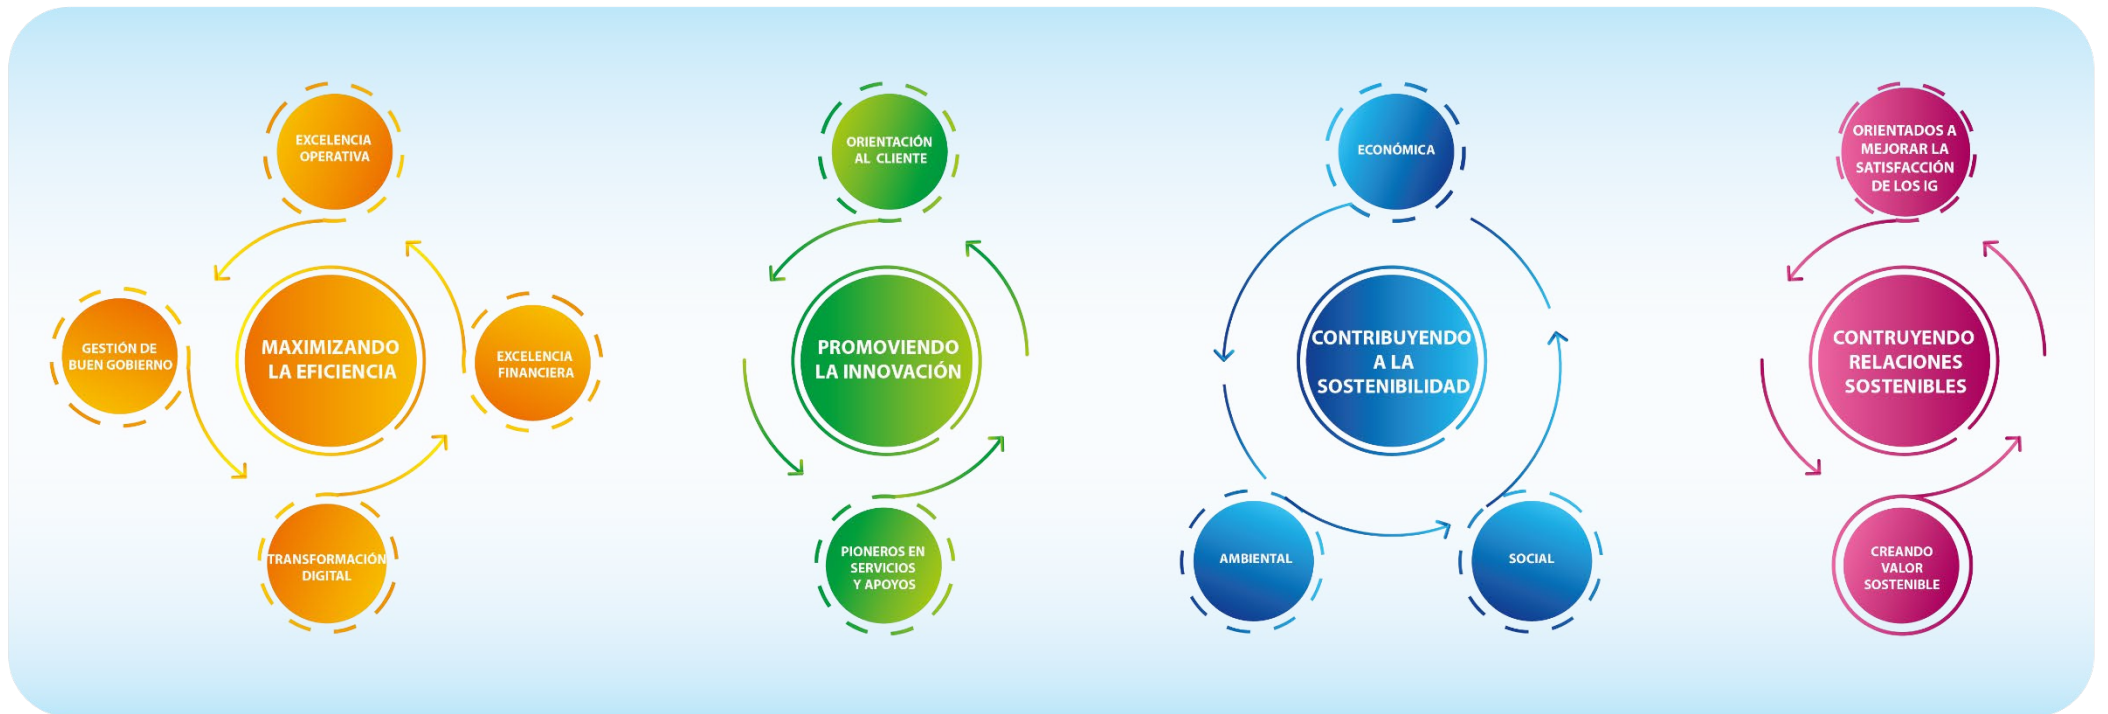 EXCELENCIA
OPERATIVA
GESTIÓN DE
BUEN GOBIERNO
MAXIMIZANDO
LA EFICIENCIA
EXCELENCIA
FINANCIERA
TRANSFORMACIÓN
DIGITAL
ORIENTACIÓN
AL CLIENTE
PROMOVIENDO
LA INNOVACIÓN
PIONEROS EN
SERVICIOS
Y APOYOS
ECONÓMICA
CONTRIBUYENDO
A LA
SOSTENIBILIDAD
AMBIENTAL
SOCIAL
ORIENTADOS A
MEJORAR LA
SATISFACCIÓN
DE LOS IG
CONTRUYENDO
RELACIONES
SOSTENIBLES
CREANDO
VALOR
SOSTENIBLE